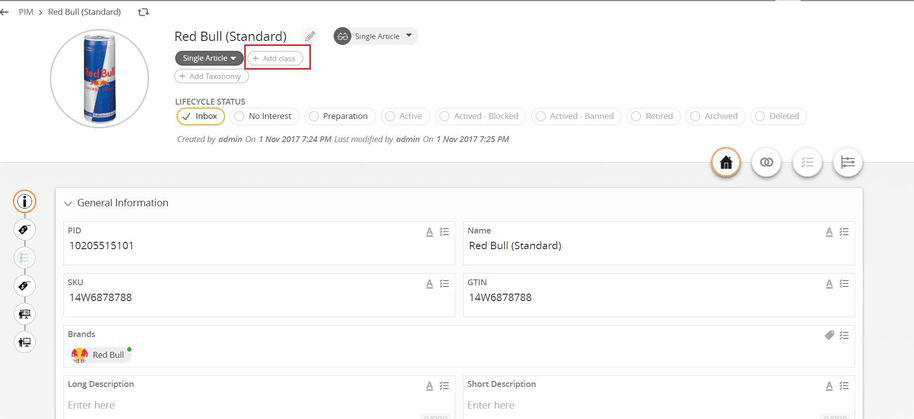 PIM > Red Bull (Standard)
Red Bull (Standard)
Single Article
Single Article
+ Add class
+ Add Taxonomy
LIFECYCLE STATUS
Inbox No Interest Preparation Active Actived - Blocked Actived - Banned Retired Archived Deleted
Created by admin On 1 Nov 2017 7:24 PM Last modified by admin On 1 Nov 2017 7:25 PM
General Information
PID
10205515101
Name
Red Bull (Standard)
SKU
14W6878788
GTIN
14W6878788
Brands
Red Bull
Long Description
Enter here
Short Description
Enter here